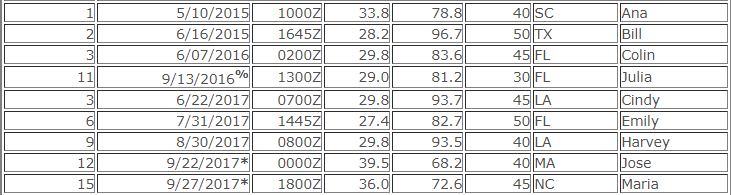 1 5/10/2015 1000Z 33.8 78.8 40 SC Ana
2 6/16/2015 1645Z 28.2 96.7 50 TX Bill
3 6/07/2016 0200Z 29.8 83.6 45 FL Colin
11 9/13/2016% 1300Z 29.0 81.2 30 FL Julia
3 6/22/2017 0700Z 29.8 93.7 45 LA Cindy
6 7/31/2017 1445Z 27.4 82.7 50 FL Emily
9 8/30/2017 0800Z 29.8 93.5 40 LA Harvey
12 9/22/2017* 0000Z 39.5 68.2 40 MA Jose
15 9/27/2017* 1800Z 36.0 72.6 45 NC Maria